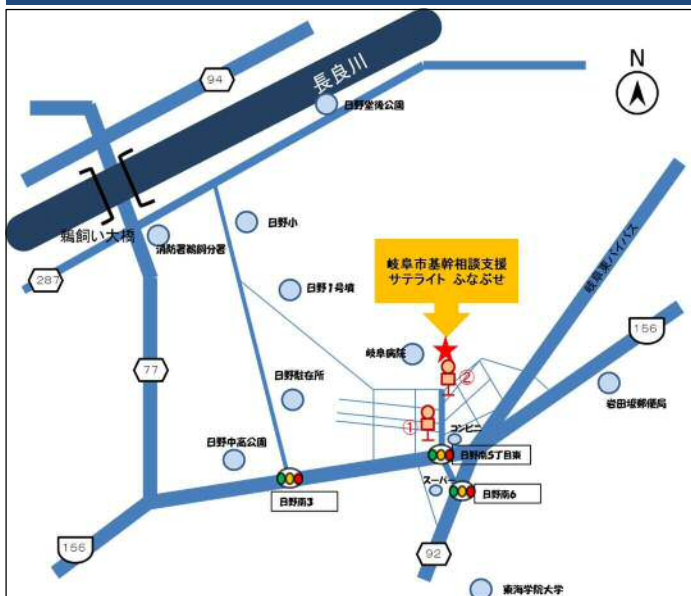 94
長良川
N
日野堂後公園
鵜飼い大橋
消防署鵜飼分署
日野小
287
日野1号墳
岐阜市基幹相談支援
サテライト ふなぶせ
岐阜東バイパス
156
77
岐阜病院
②
日野駐在所
岩田坂郵便局
①
コンビニ
日野中高公園
日野南5丁目東
日野南3
スーパー
日野南6
156
92
東海学院大学